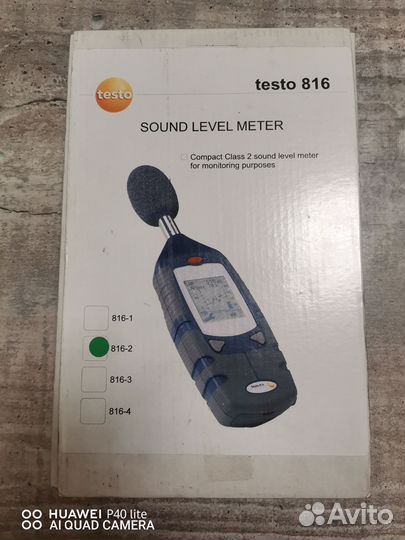 testo
testo 816
SOUND LEVEL METER
Compact Class 2 sound level meter
for monitoring purposes
816-1
816-2
816-3
816-4
HUAWEI P40 lite
AI QUAD CAMERA
Avito